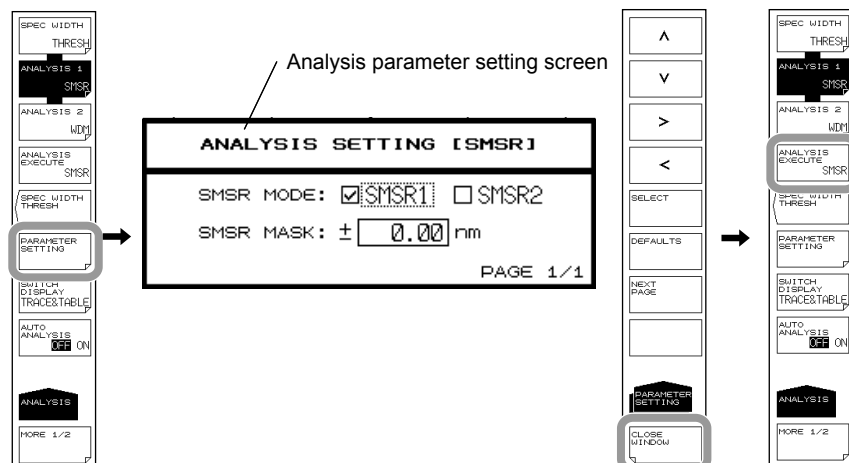 SPEC WIDTH
THRESH
ANALYSIS 1
SMSR
ANALYSIS 2
WDM
ANALYSIS
EXECUTE
SMSR
SPEC WIDTH
THRESH
PARAMETER
SETTING
SWITCH
DISPLAY
TRACE&TABLE
AUTO
ANALYSIS
OFF ON
ANALYSIS
MORE 1/2
Analysis parameter setting screen
ANALYSIS SETTING [SMSR]
SMSR MODE: ☑SMSR1 ☐SMSR2
SMSR MASK: ± 0.00 nm
PAGE 1/1
∧
∨
>
<
SELECT
DEFAULTS
NEXT
PAGE
PARAMETER
SETTING
CLOSE
WINDOW
SPEC WIDTH
THRESH
ANALYSIS 1
SMSR
ANALYSIS 2
WDM
ANALYSIS
EXECUTE
SMSR
SPEC WIDTH
THRESH
PARAMETER
SETTING
SWITCH
DISPLAY
TRACE&TABLE
AUTO
ANALYSIS
OFF ON
ANALYSIS
MORE 1/2